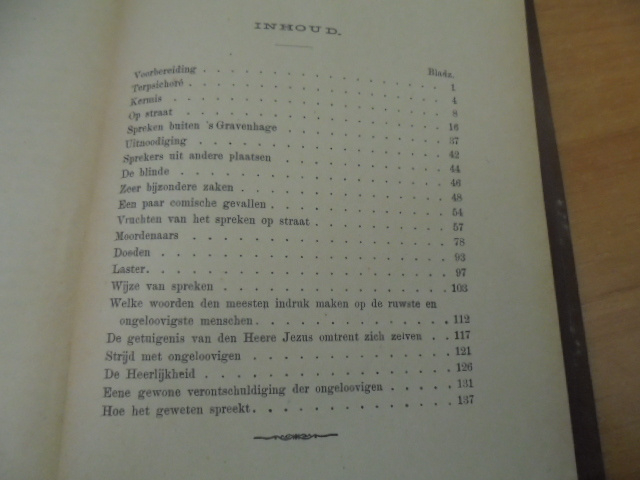 INHOUD.
Bladz.
Voorbereiding . . . . . . . . . . . . . . 1
Terpsichoré . . . . . . . . . . . . . . 4
Kermis . . . . . . . . . . . . . . 8
Op straat . . . . . . . . . . . . . . 16
Spreken buiten 's Gravenhage . . . . . . . . . 37
Uitnoodiging . . . . . . . . . . . . . . 42
Sprekers uit andere plaatsen . . . . . . . . . 44
De blinde . . . . . . . . . . . . . . 46
Zeer bijzondere zaken . . . . . . . . . . . 48
Een paar comische gevallen . . . . . . . . . 54
Vruchten van het spreken op straat . . . . . . . . 57
Moordenaars . . . . . . . . . . . . . . 78
Doeden . . . . . . . . . . . . . . 93
Laster. . . . . . . . . . . . . . . 97
Wijze van spreken . . . . . . . . . . . . 103
Welke woorden den meesten indruk maken op de ruwste en
ongeloovigste menschen . . . . . . . . . . 112
De getuigenis van den Heere Jezus omtrent zich zelven . . 117
Strijd met ongeloovigen . . . . . . . . . . . 121
De Heerlijkheid . . . . . . . . . . . . . 126
Eene gewone verontschuldiging der ongeloovigen . . . . . 131
Hoe het geweten spreekt . . . . . . . . . . . 137